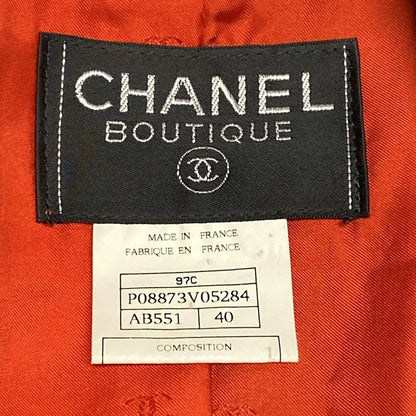 CHANEL
BOUTIQUE
MADE IN FRANCE
FABRIQUE EN FRANCE
97C
P08873V05284
AB551 40
COMPOSITION